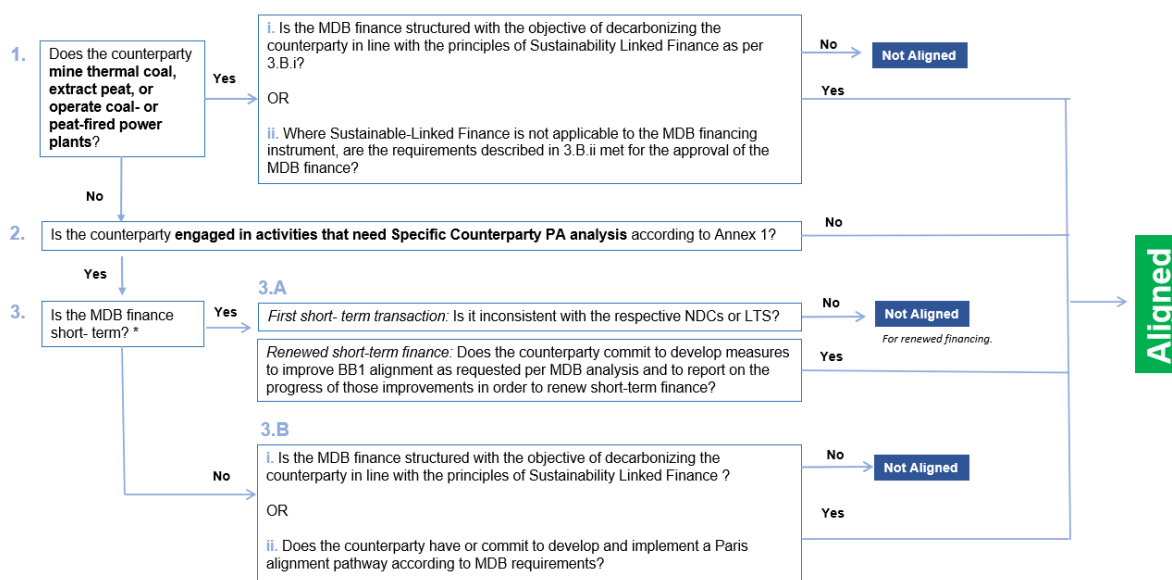 1.
Does the counterparty
mine thermal coal,
extract peat, or
operate coal- or
peat-fired power
plants?
Yes
i. Is the MDB finance structured with the objective of decarbonizing
the counterparty in line with the principles of Sustainability Linked Finance as per
3.B.i?
OR
ii. Where Sustainable-Linked Finance is not applicable to the MDB financing
instrument, are the requirements described in 3.B.ii met for the approval of the
MDB finance?
No
Not Aligned
Yes
No
2.
Is the counterparty engaged in activities that need Specific Counterparty PA analysis according to Annex 1?
No
Yes
3.
Is the MDB finance
short- term? *
Yes
3.A
First short- term transaction: Is it inconsistent with the respective NDCs or LTS?
No
Not Aligned
For renewed financing.
Renewed short-term finance: Does the counterparty commit to develop measures
to improve BB1 alignment as requested per MDB analysis and to report on the
progress of those improvements in order to renew short-term finance?
Yes
No
3.B
i. Is the MDB finance structured with the objective of decarbonizing the
counterparty in line with the principles of Sustainability Linked Finance ?
OR
ii. Does the counterparty have or commit to develop and implement a Paris
alignment pathway according to MDB requirements?
No
Not Aligned
Yes
Aligned